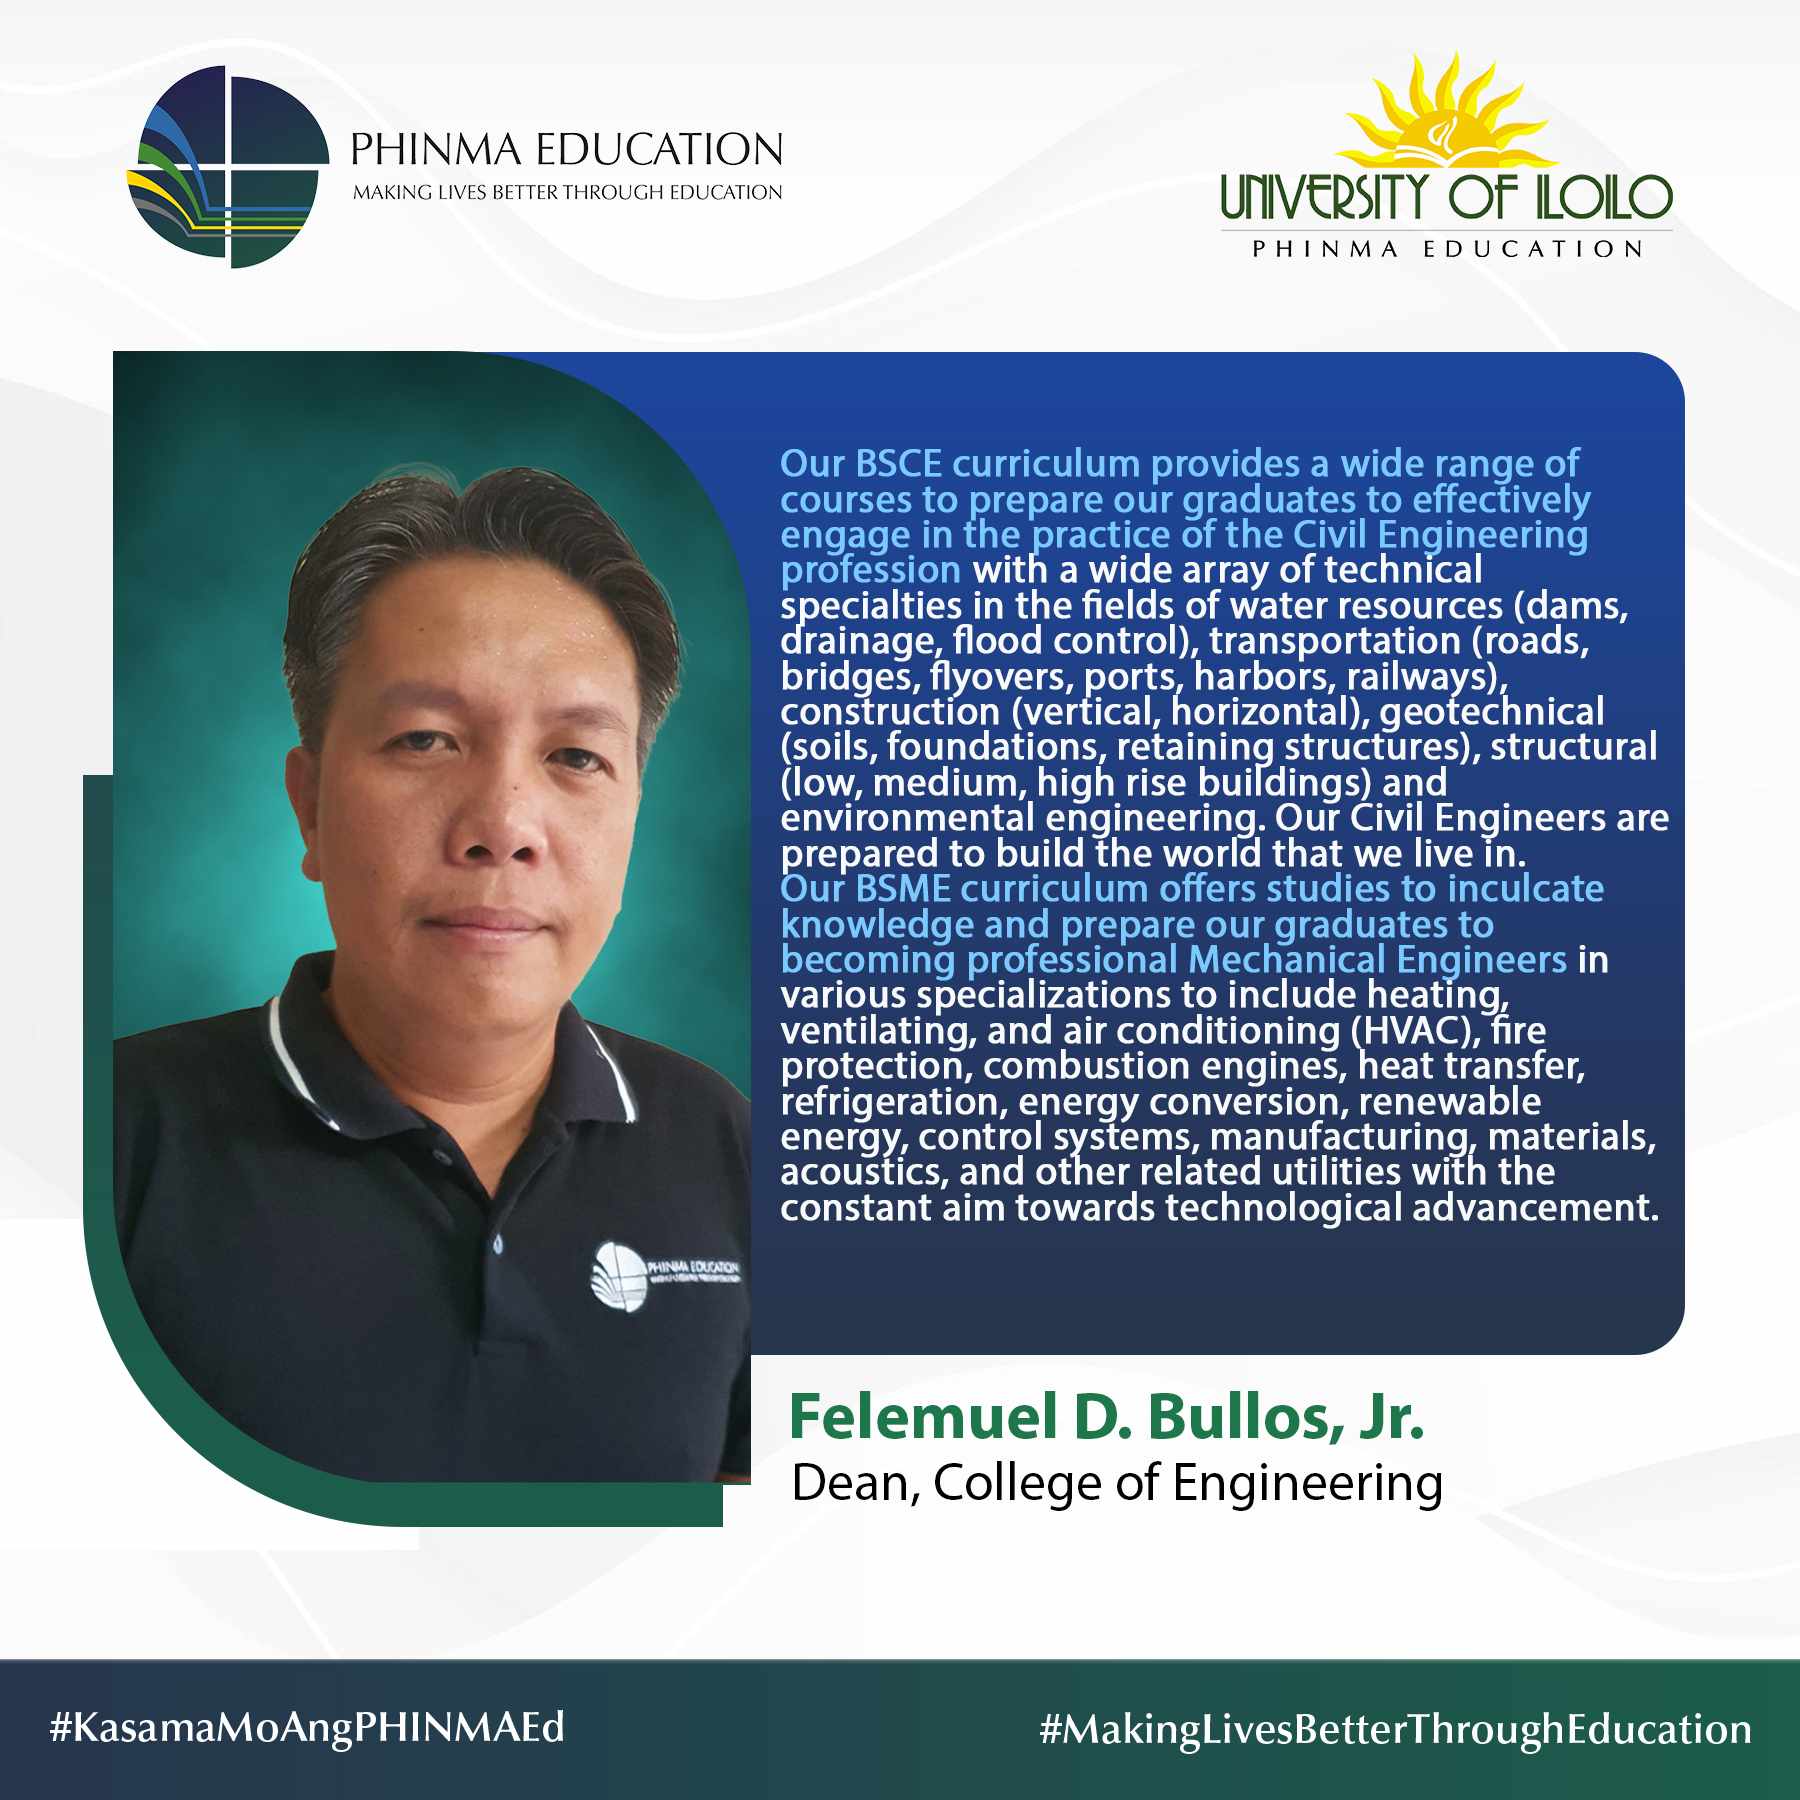 PHINMA EDUCATION
MAKING LIVES BETTER THROUGH EDUCATION
UNIVERSITY OF ILOILO
PHINMA EDUCATION
Our BSCE curriculum provides a wide range of
courses to prepare our graduates to effectively
engage in the practice of the Civil Engineering
profession with a wide array of technical
specialties in the fields of water resources (dams,
drainage, flood control), transportation (roads,
bridges, flyovers, ports, harbors, railways),
construction (vertical, horizontal), geotechnical
(soils, foundations, retaining structures), structural
(low, medium, high rise buildings) and
environmental engineering. Our Civil Engineers are
prepared to build the world that we live in.
Our BSME curriculum offers studies to inculcate
knowledge and prepare our graduates to
becoming professional Mechanical Engineers in
various specializations to include heating,
ventilating, and air conditioning (HVAC), fire
protection, combustion engines, heat transfer,
refrigeration, energy conversion, renewable
energy, control systems, manufacturing, materials,
acoustics, and other related utilities with the
constant aim towards technological advancement.
PHINMA EDUCATION
Felemuel D. Bullos, Jr.
Dean, College of Engineering
#KasamaMoAngPHINMAEd
#MakingLivesBetterThroughEducation